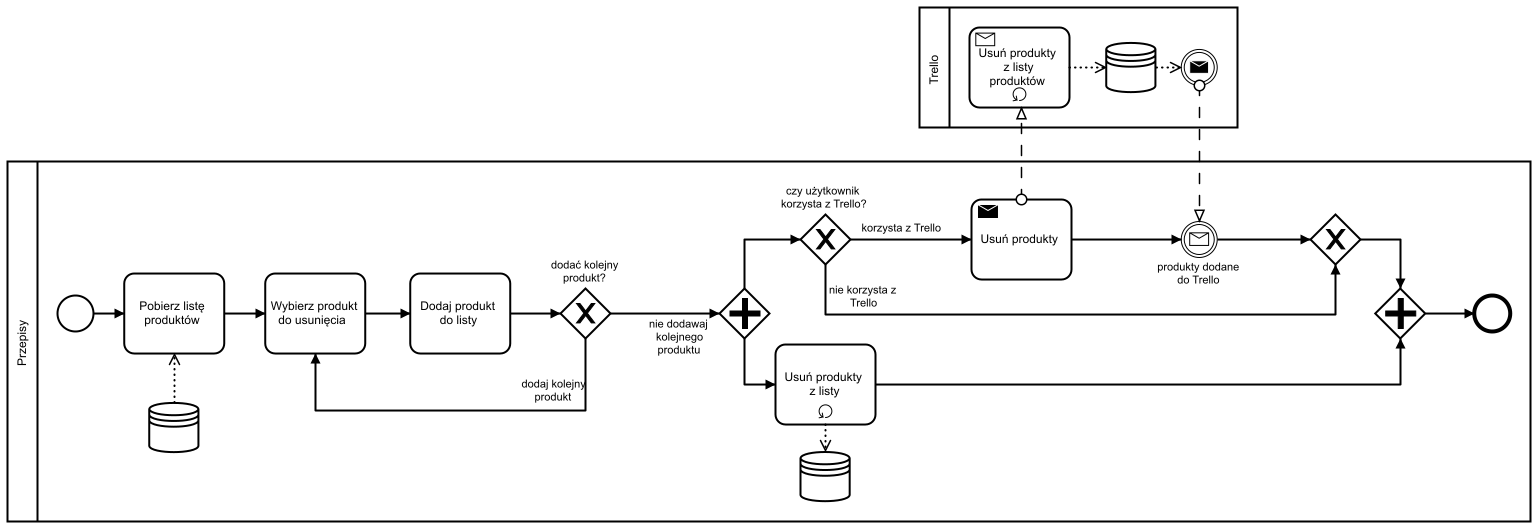 Trello
Usuń produkty
z listy
produktów
Przepisy
Pobierz listę
produktów
Wybierz produkt
do usunięcia
Dodaj produkt
do listy
dodać kolejny
produkt?
dodaj kolejny
produkt
nie dodawaj
kolejnego
produktu
czy użytkownik
korzysta z Trello?
korzysta z Trello
nie korzysta z
Trello
Usuń produkty
produkty dodane
do Trello
Usuń produkty
z listy